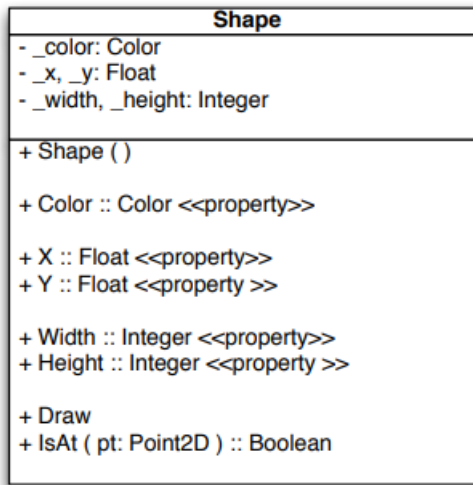 Shape
- _color: Color
- _x, _y: Float
- _width, _height: Integer
+ Shape ( )
+ Color :: Color <<property>>
+ X :: Float <<property>>
+ Y :: Float <<property >>
+ Width :: Integer <<property>>
+ Height :: Integer <<property >>
+ Draw
+ IsAt ( pt: Point2D ) :: Boolean